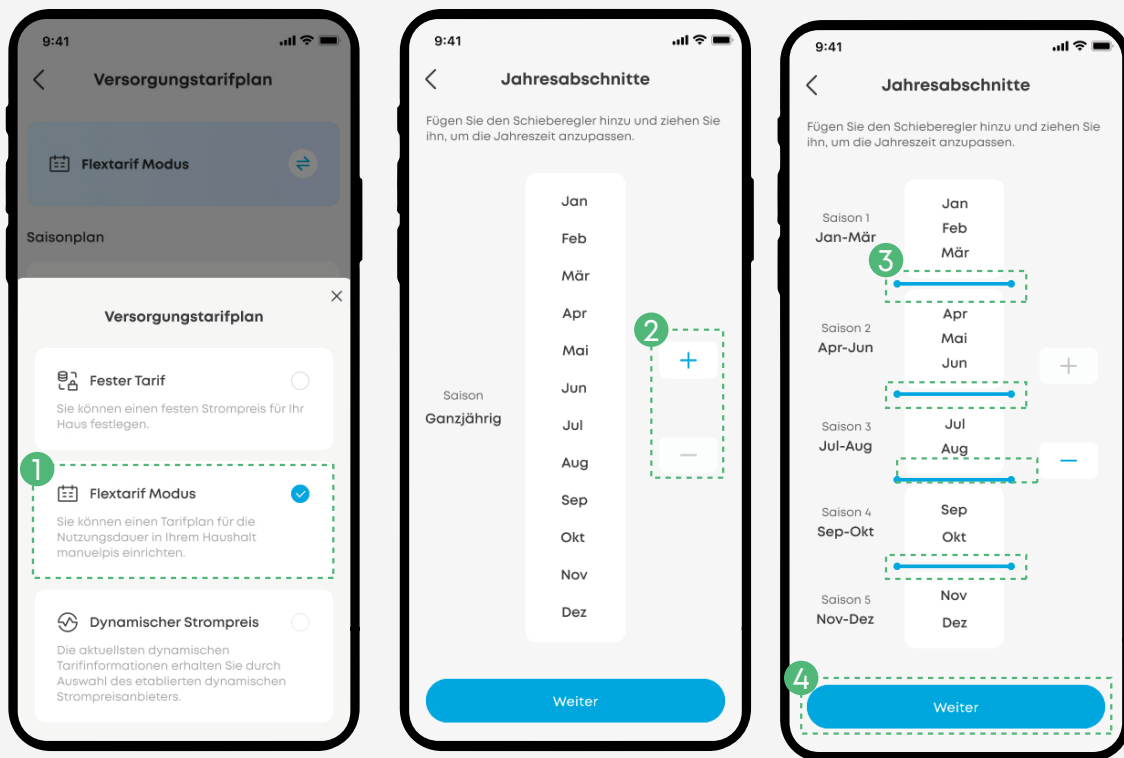 9:41
Versorgungstarifplan
Flextarif Modus
Saisonplan
Versorgungstarifplan
Fester Tarif
Sie können einen festen Strompreis für Ihr
Haus festlegen.
1
Flextarif Modus
Sie können einen Tarifplan für die
Nutzungsdauer in Ihrem Haushalt
manuelpis einrichten.
Dynamischer Strompreis
Die aktuellsten dynamischen
Tarifinformationen erhalten Sie durch
Auswahl des etablierten dynamischen
Strompreisanbieters.
9:41
Jahresabschnitte
Fügen Sie den Schieberegler hinzu und ziehen Sie
ihn, um die Jahreszeit anzupassen.
Saison
Ganzjährig
Jan
Feb
Mär
Apr
Mai
Jun
Jul
Aug
Sep
Okt
Nov
Dez
2
+
−
Weiter
9:41
Jahresabschnitte
Fügen Sie den Schieberegler hinzu und ziehen Sie
ihn, um die Jahreszeit anzupassen.
Saison 1
Jan-Mär
Jan
Feb
Mär
3
Saison 2
Apr-Jun
Apr
Mai
Jun
+
Saison 3
Jul-Aug
Jul
Aug
−
Saison 4
Sep-Okt
Sep
Okt
Saison 5
Nov-Dez
Nov
Dez
4
Weiter